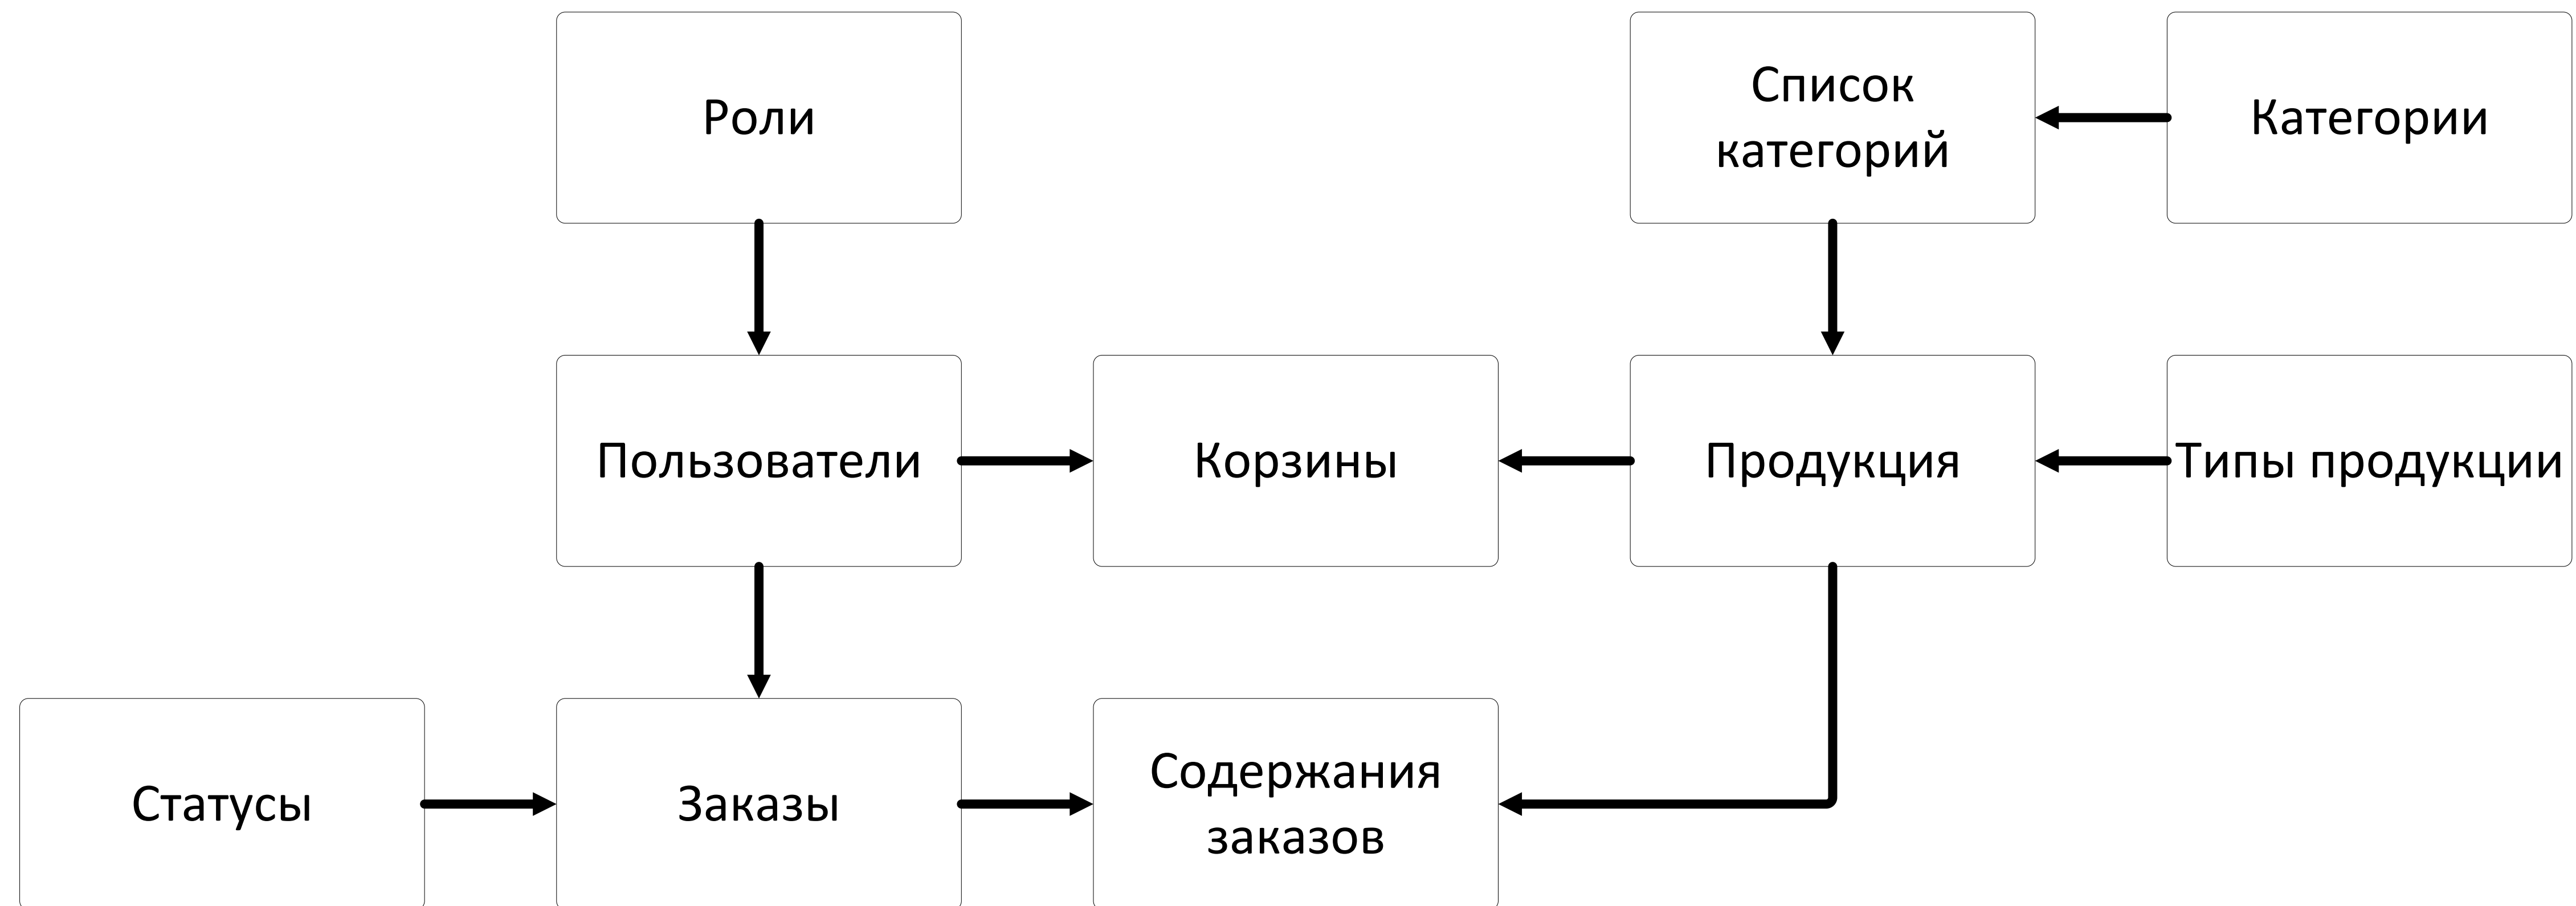 Роли
Список
категорий
Категории
Пользователи
Корзины
Продукция
Типы продукции
Статусы
Заказы
Содержания
заказов